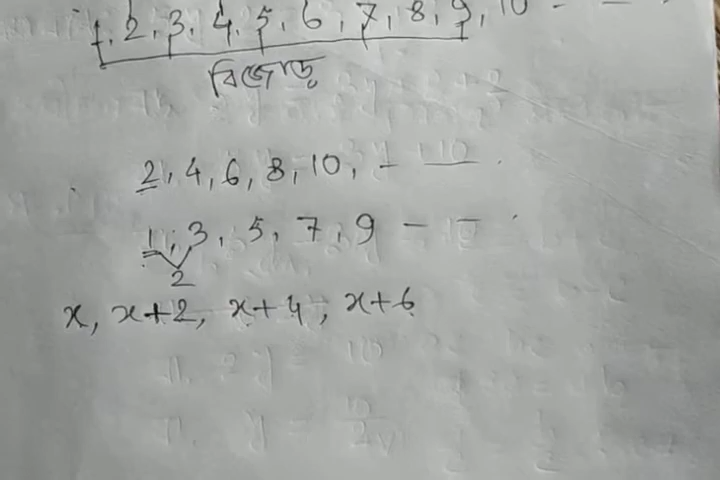 1, 2, 3, 4, 5, 6, 7, 8, 9, 10 - - -
বিজোড়
2, 4, 6, 8, 10, - — .
1, 3, 5, 7, 9 - — .
2
x, x+2, x+4, x+6